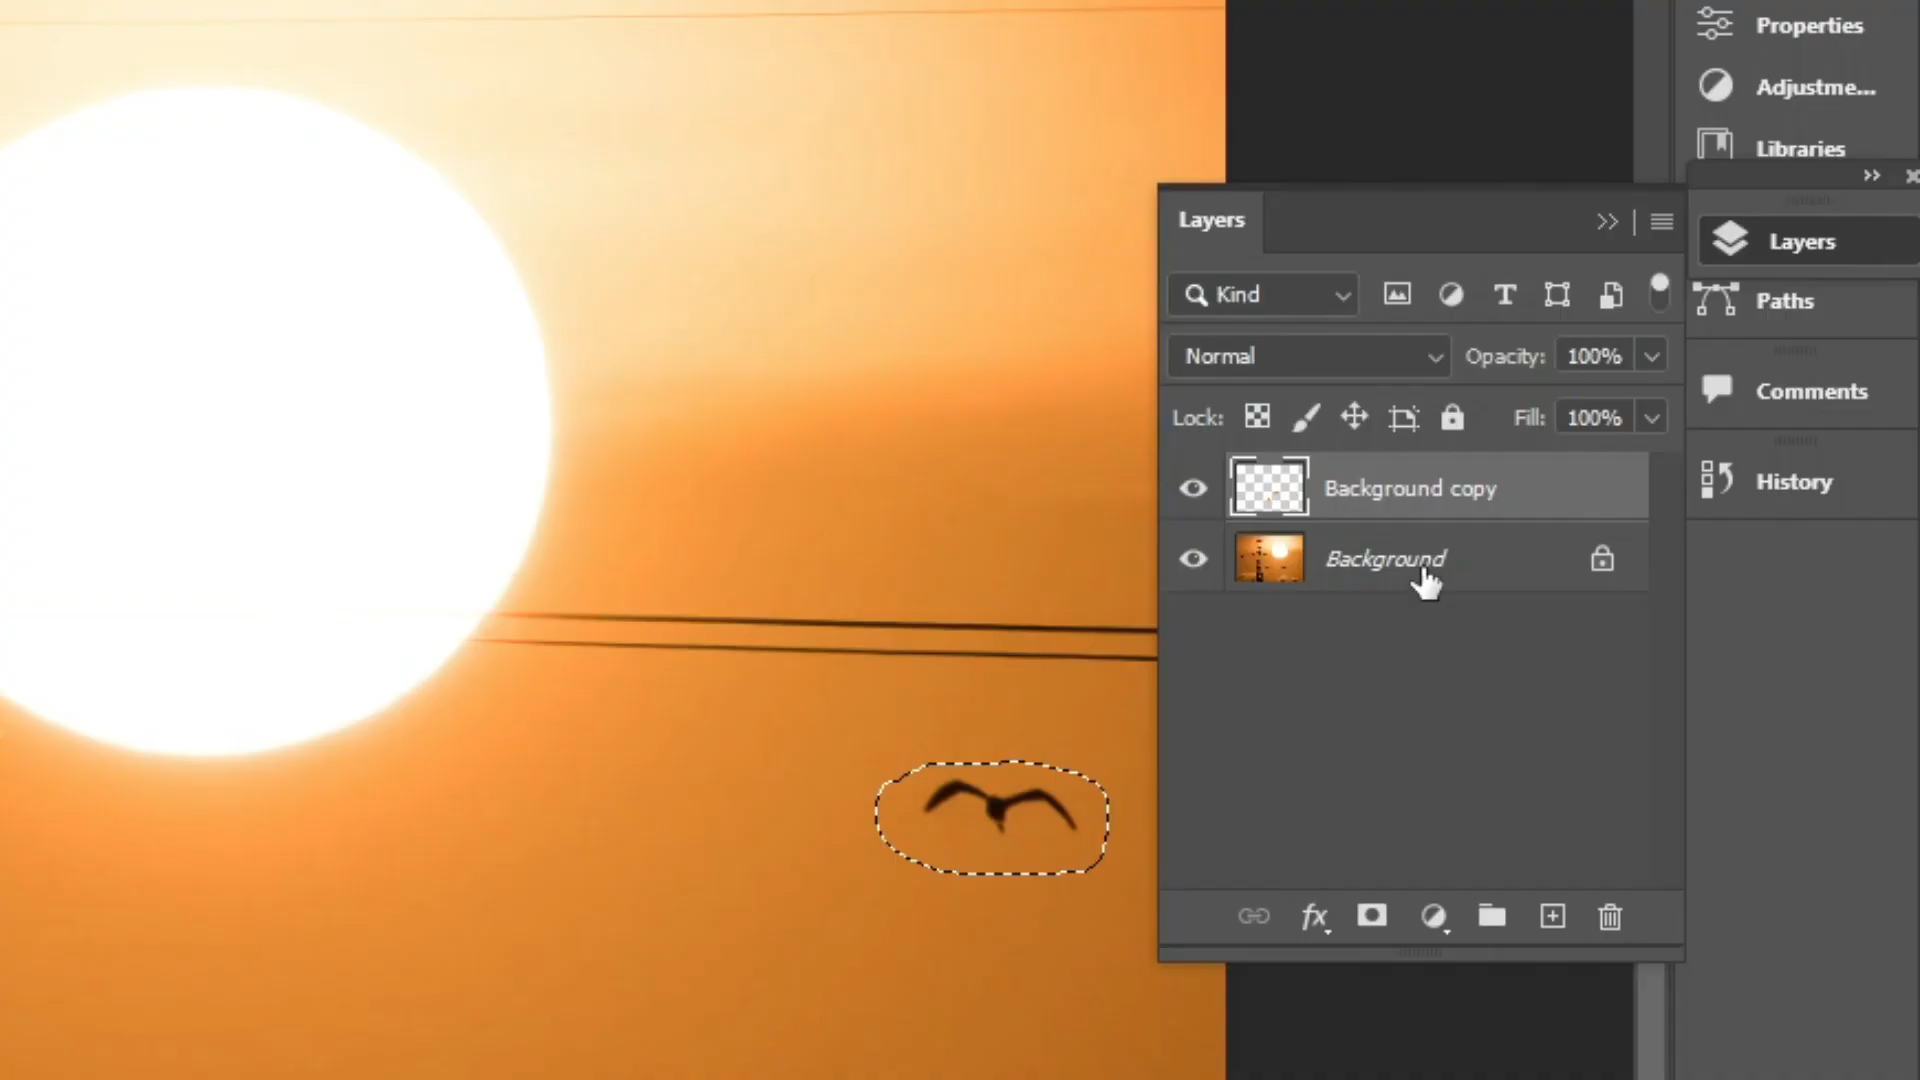 Properties
Adjustme...
Libraries
Layers
Layers
Kind
Paths
Normal
Opacity: 100%
Comments
Lock:
Fill: 100%
Background copy
History
Background
fx